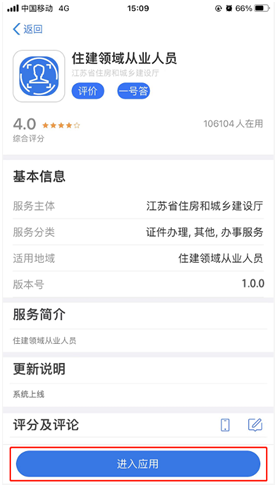 中国移动 4G 15:09 66%
返回
住建领域从业人员
江苏省住房和城乡建设厅
评价 一号答
4.0 106104人在用
综合评分
基本信息
服务主体 江苏省住房和城乡建设厅
服务分类 证件办理, 其他, 办事服务
适用地域 住建领域从业人员
版本号 1.0.0
服务简介
住建领域从业人员
更新说明
系统上线
评分及评论
进入应用